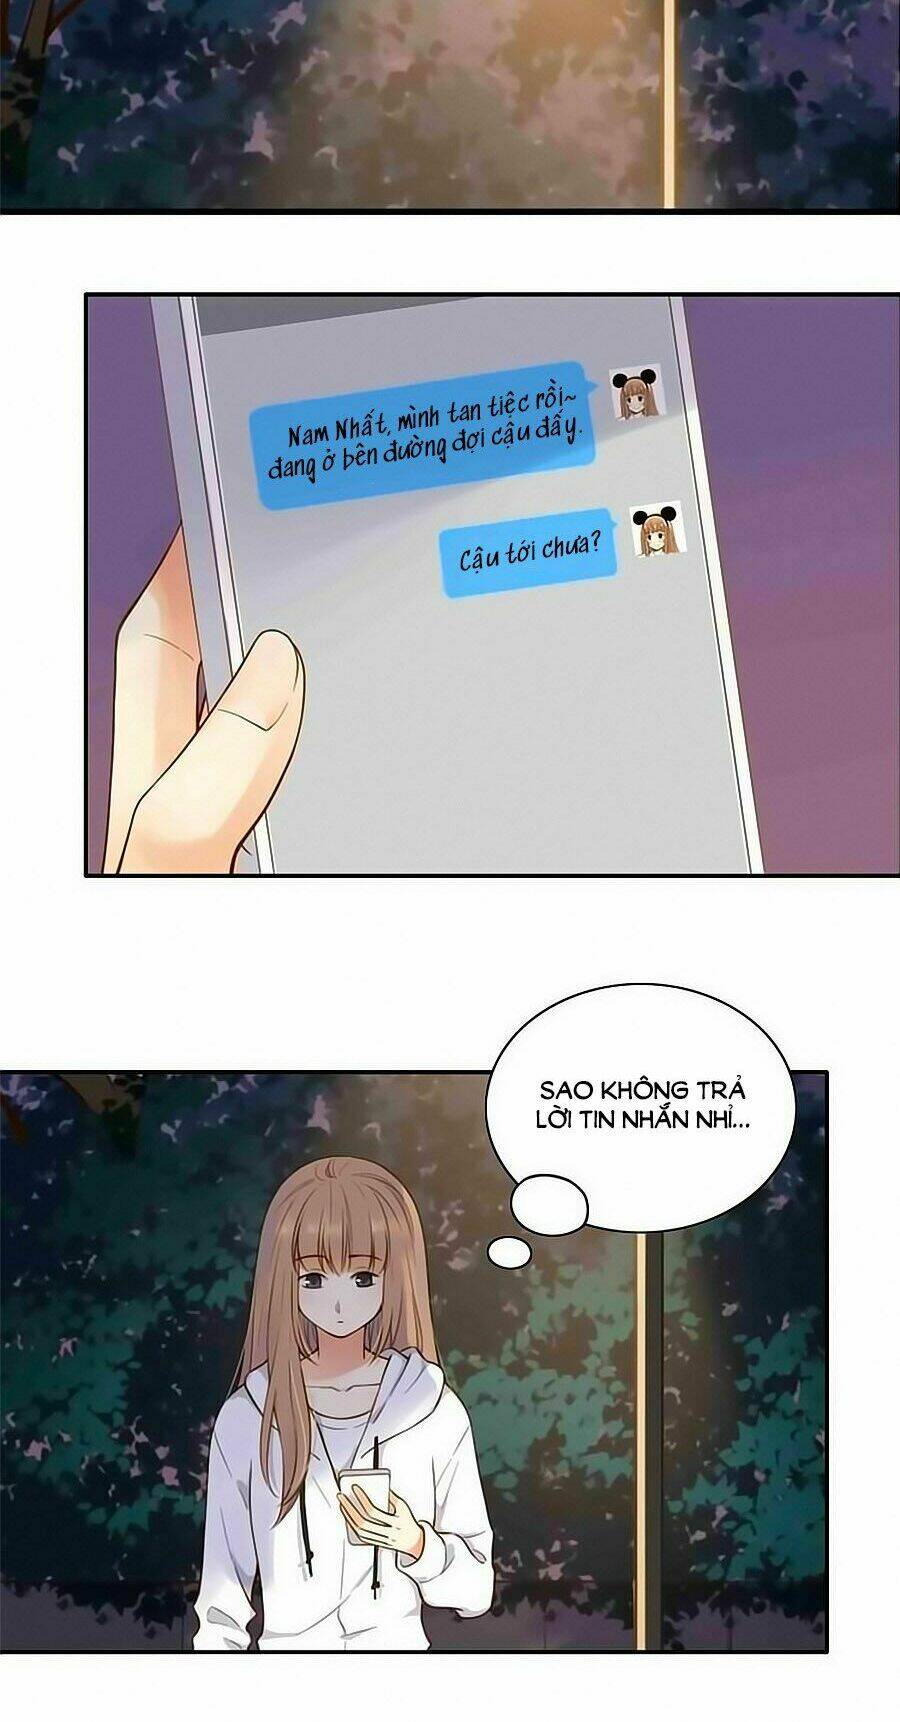 Nam Nhất, mình tan tiệc rồi~
đang ở bên đường đợi cậu đấy.
Cậu tới chưa?
SAO KHÔNG TRẢ
LỜI TIN NHẮN NHỈ...